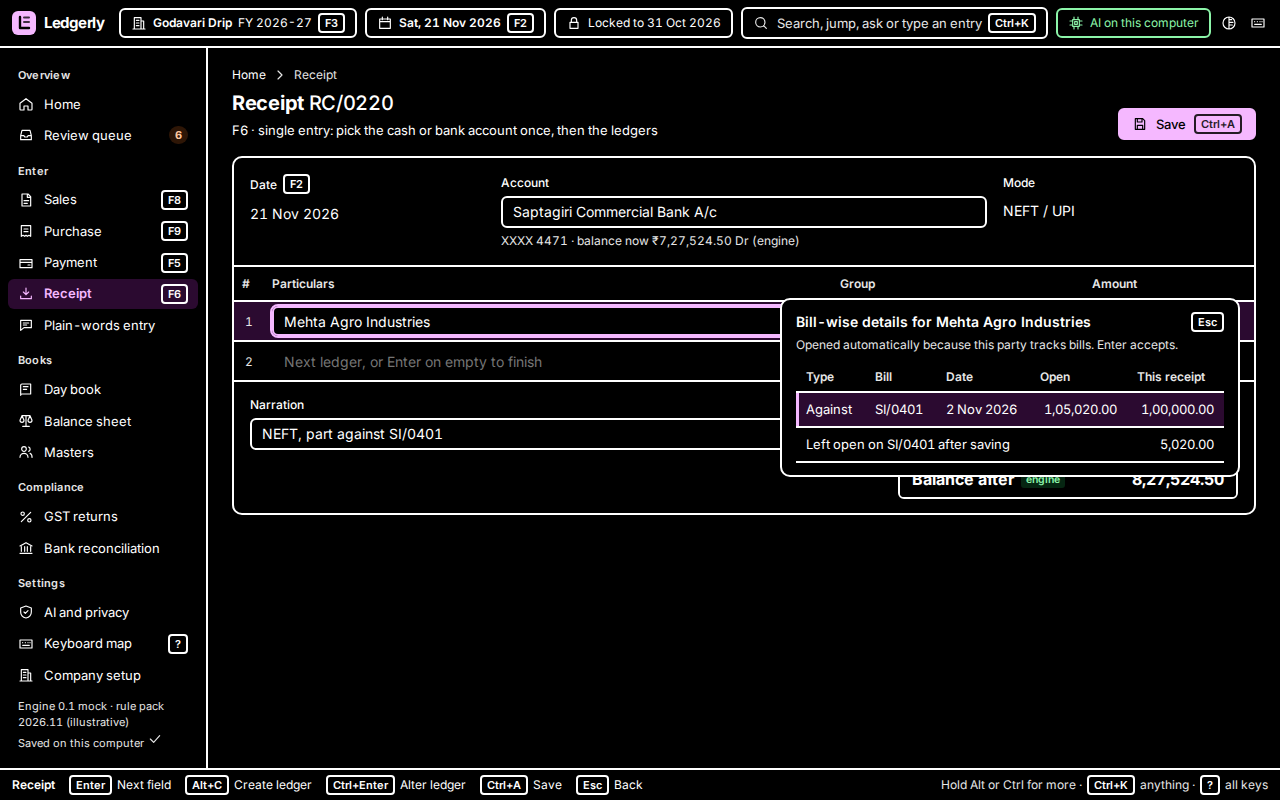 Ledgerly
Godavari Drip FY 2026-27 F3
Sat, 21 Nov 2026 F2
Locked to 31 Oct 2026
Search, jump, ask or type an entry Ctrl+K
AI on this computer
Overview
Home
Review queue 6
Enter
Sales F8
Purchase F9
Payment F5
Receipt F6
Plain-words entry
Books
Day book
Balance sheet
Masters
Compliance
GST returns
Bank reconciliation
Settings
AI and privacy
Keyboard map ?
Company setup
Engine 0.1 mock · rule pack
2026.11 (illustrative)
Saved on this computer
Home Receipt
Receipt RC/0220
F6 · single entry: pick the cash or bank account once, then the ledgers
Save Ctrl+A
Date F2
21 Nov 2026
Account
Saptagiri Commercial Bank A/c
XXXX 4471 · balance now ₹7,27,524.50 Dr (engine)
Mode
NEFT / UPI
# Particulars Group Amount
1 Mehta Agro Industries
2 Next ledger, or Enter on empty to finish
Narration
NEFT, part against SI/0401
Bill-wise details for Mehta Agro Industries Esc
Opened automatically because this party tracks bills. Enter accepts.
Type Bill Date Open This receipt
Against SI/0401 2 Nov 2026 1,05,020.00 1,00,000.00
Left open on SI/0401 after saving 5,020.00
Balance after engine 8,27,524.50
Receipt Enter Next field Alt+C Create ledger Ctrl+Enter Alter ledger Ctrl+A Save Esc Back
Hold Alt or Ctrl for more · Ctrl+K anything · ? all keys